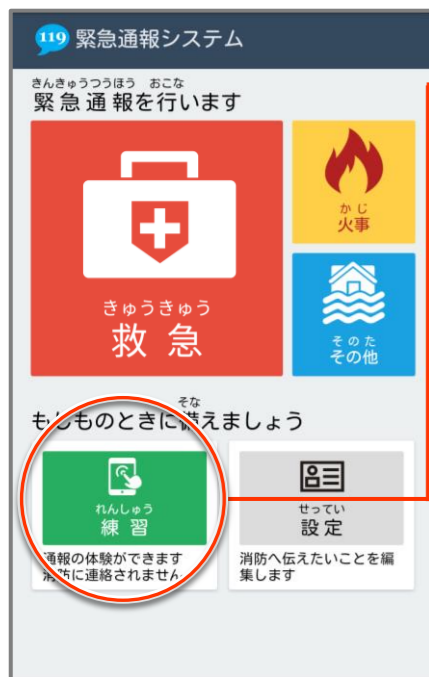 119 緊急通報システム
きんきゅうつうほう おこな
緊急通報を行います
きゅうきゅう
救急
かじ
火事
そのた
その他
そな
もしものときに備えましょう
れんしゅう
練習
通報の体験ができます
消防に連絡されません
せってい
設定
消防へ伝えたいことを編
集します